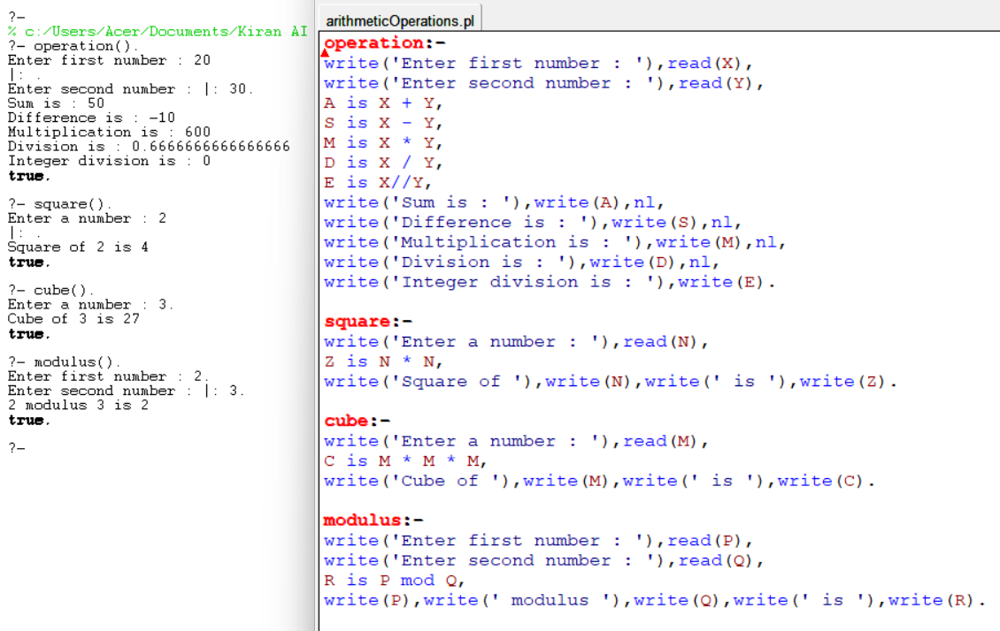 ?-
% c:/Users/Acer/Documents/Kiran AI
?- operation().
Enter first number : 20
|: .
Enter second number : |: 30.
Sum is : 50
Difference is : -10
Multiplication is : 600
Division is : 0.6666666666666666
Integer division is : 0
true.
?- square().
Enter a number : 2
|: .
Square of 2 is 4
true.
?- cube().
Enter a number : 3.
Cube of 3 is 27
true.
?- modulus().
Enter first number : 2.
Enter second number : |: 3.
2 modulus 3 is 2
true.
?-
arithmeticOperations.pl
operation:-
write('Enter first number : '),read(X),
write('Enter second number : '),read(Y),
A is X + Y,
S is X - Y,
M is X * Y,
D is X / Y,
E is X//Y,
write('Sum is : '),write(A),nl,
write('Difference is : '),write(S),nl,
write('Multiplication is : '),write(M),nl,
write('Division is : '),write(D),nl,
write('Integer division is : '),write(E).
square:-
write('Enter a number : '),read(N),
Z is N * N,
write('Square of '),write(N),write(' is '),write(Z).
cube:-
write('Enter a number : '),read(M),
C is M * M * M,
write('Cube of '),write(M),write(' is '),write(C).
modulus:-
write('Enter first number : '),read(P),
write('Enter second number : '),read(Q),
R is P mod Q,
write(P),write(' modulus '),write(Q),write(' is '),write(R).